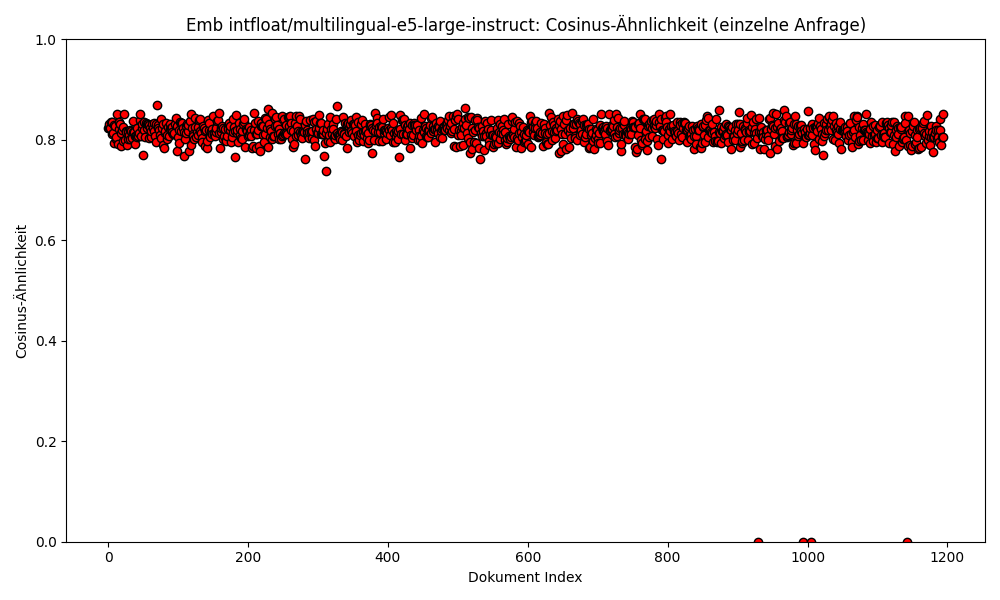 Emb intfloat/multilingual-e5-large-instruct: Cosinus-Ähnlichkeit (einzelne Anfrage)
1.0
0.8
0.6
0.4
0.2
0.0
Cosinus-Ähnlichkeit
0 200 400 600 800 1000 1200
Dokument Index